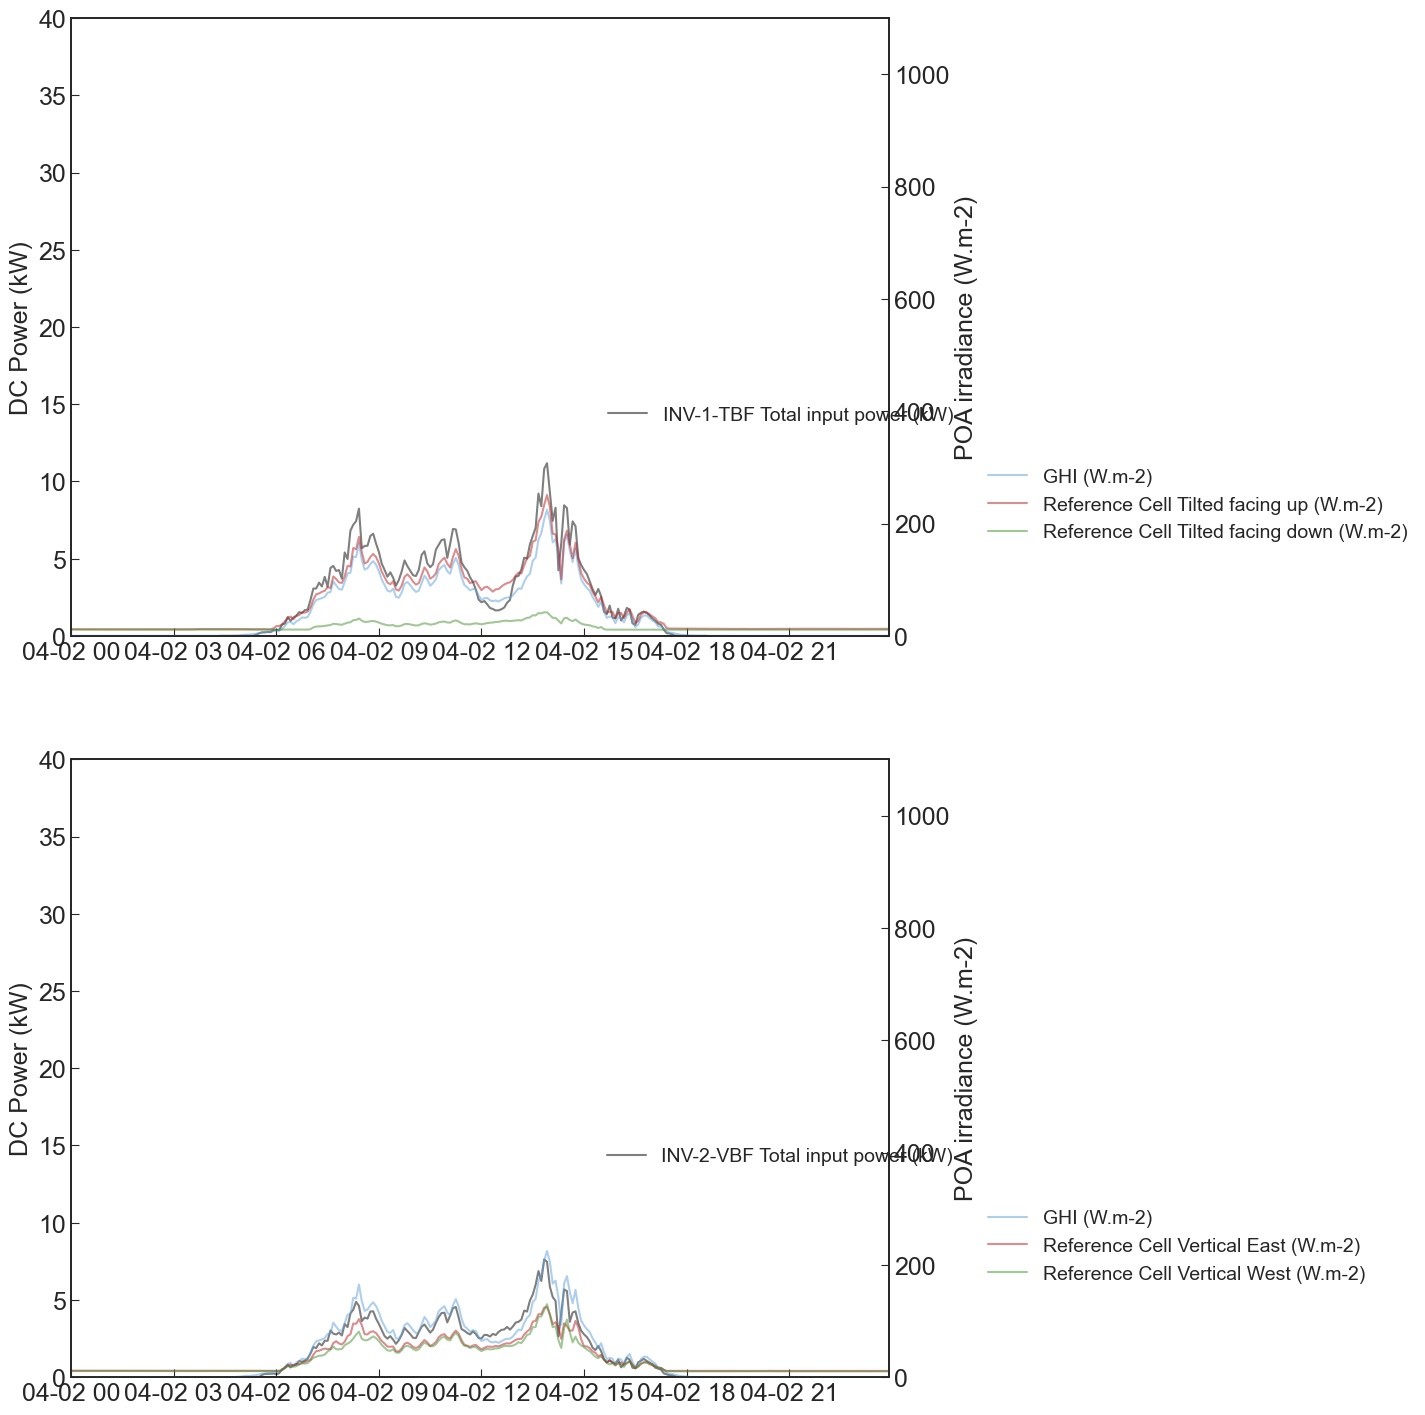 40
35
30
25
20
15
10
5
0
DC Power (kW)
1000
800
600
400
200
0
POA irradiance (W.m-2)
INV-1-TBF Total input power (kW)
GHI (W.m-2)
Reference Cell Tilted facing up (W.m-2)
Reference Cell Tilted facing down (W.m-2)
04-02 00 04-02 03 04-02 06 04-02 09 04-02 12 04-02 15 04-02 18 04-02 21
40
35
30
25
20
15
10
5
0
DC Power (kW)
1000
800
600
400
200
0
POA irradiance (W.m-2)
INV-2-VBF Total input power (kW)
GHI (W.m-2)
Reference Cell Vertical East (W.m-2)
Reference Cell Vertical West (W.m-2)
04-02 00 04-02 03 04-02 06 04-02 09 04-02 12 04-02 15 04-02 18 04-02 21